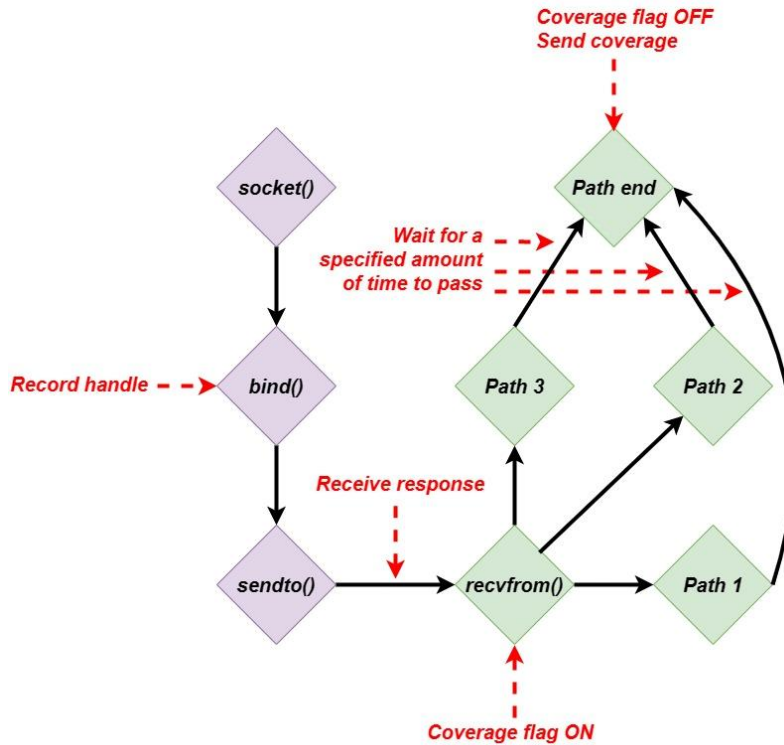 Coverage flag OFF
Send coverage
socket()
Path end
Wait for a
specified amount
of time to pass
Record handle
bind()
Path 3
Path 2
Receive response
sendto()
recvfrom()
Path 1
Coverage flag ON